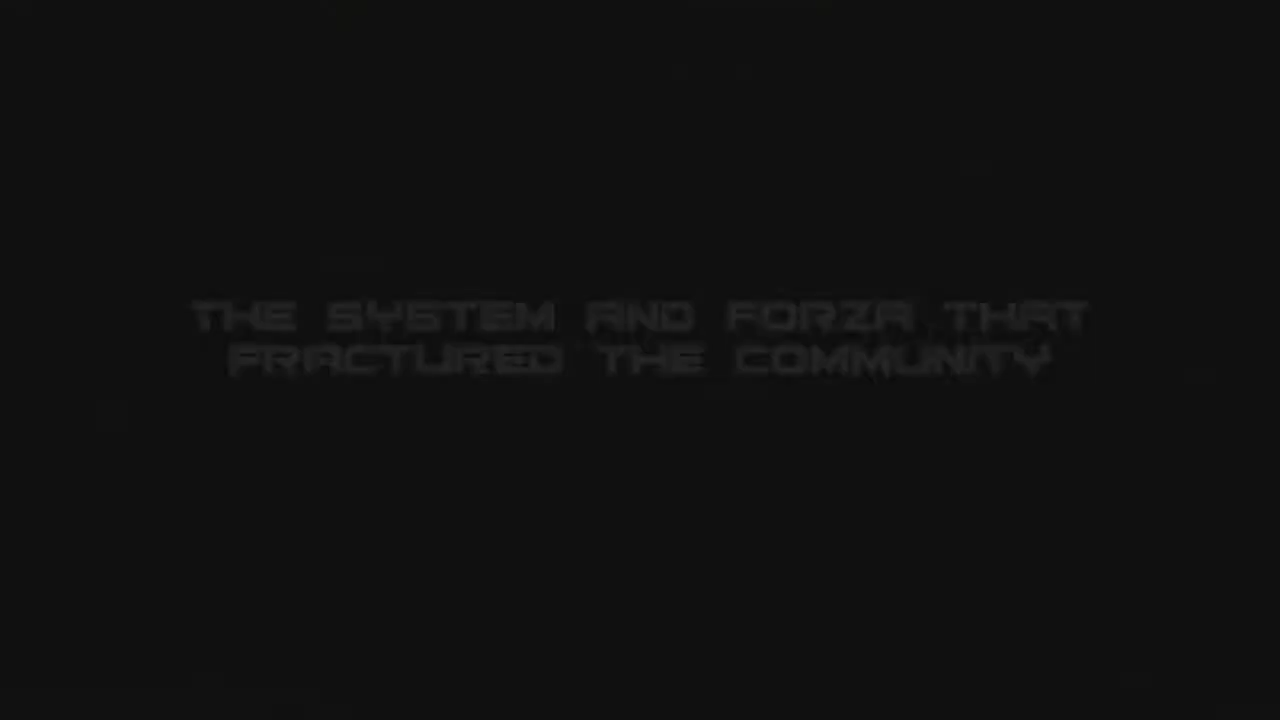 THE SYSTEM AND FORZA THAT
FRACTURED THE COMMUNITY